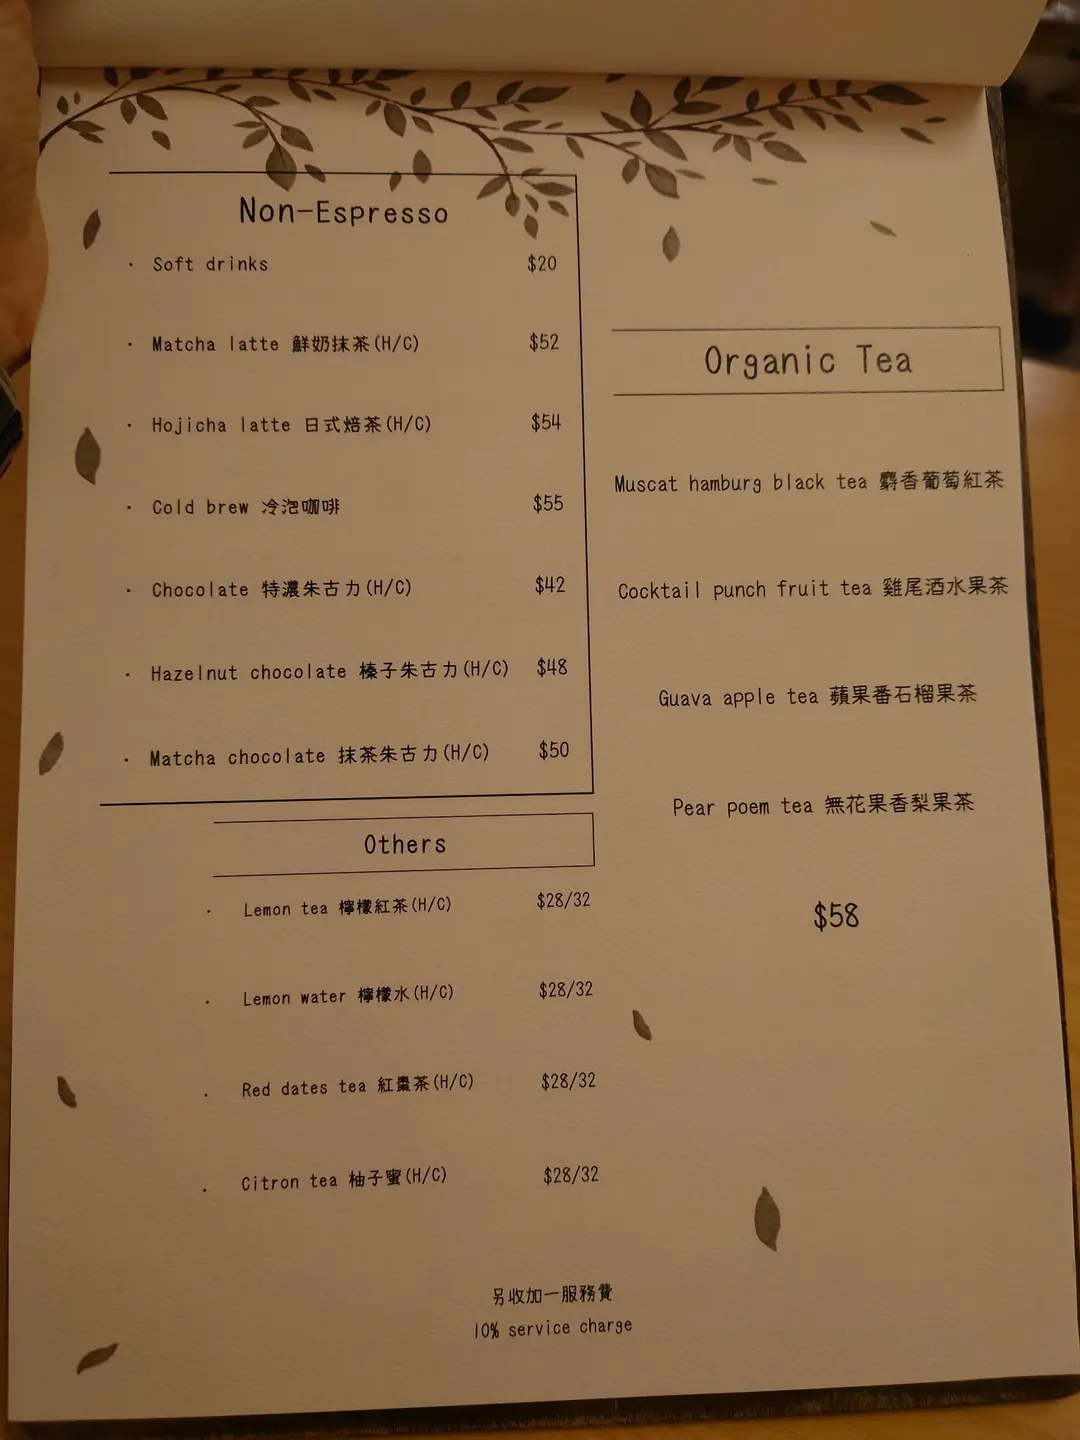 Non-Espresso
· Soft drinks $20
· Matcha latte 鮮奶抹茶(H/C) $52
· Hojicha latte 日式焙茶(H/C) $54
· Cold brew 冷泡咖啡 $55
· Chocolate 特濃朱古力(H/C) $42
· Hazelnut chocolate 榛子朱古力(H/C) $48
· Matcha chocolate 抹茶朱古力(H/C) $50
Others
· Lemon tea 檸檬紅茶(H/C) $28/32
· Lemon water 檸檬水(H/C) $28/32
· Red dates tea 紅棗茶(H/C) $28/32
· Citron tea 柚子蜜(H/C) $28/32
Organic Tea
Muscat hamburg black tea 麝香葡萄紅茶
Cocktail punch fruit tea 雞尾酒水果茶
Guava apple tea 蘋果番石榴果茶
Pear poem tea 無花果香梨果茶
$58
另收加一服務費
10% service charge